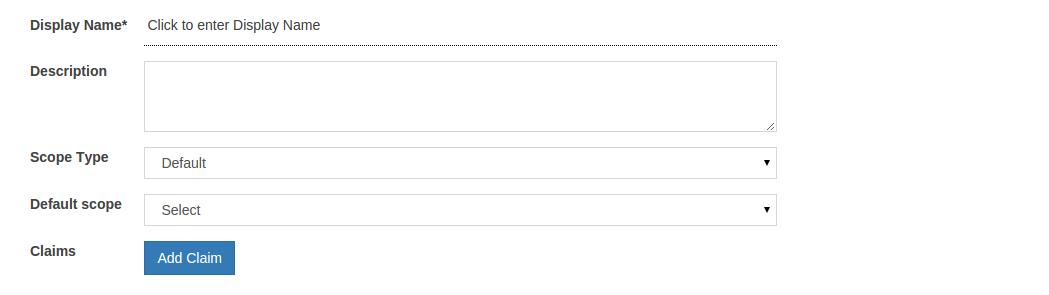 Display Name* Click to enter Display Name
Description
Scope Type Default
Default scope Select
Claims Add Claim